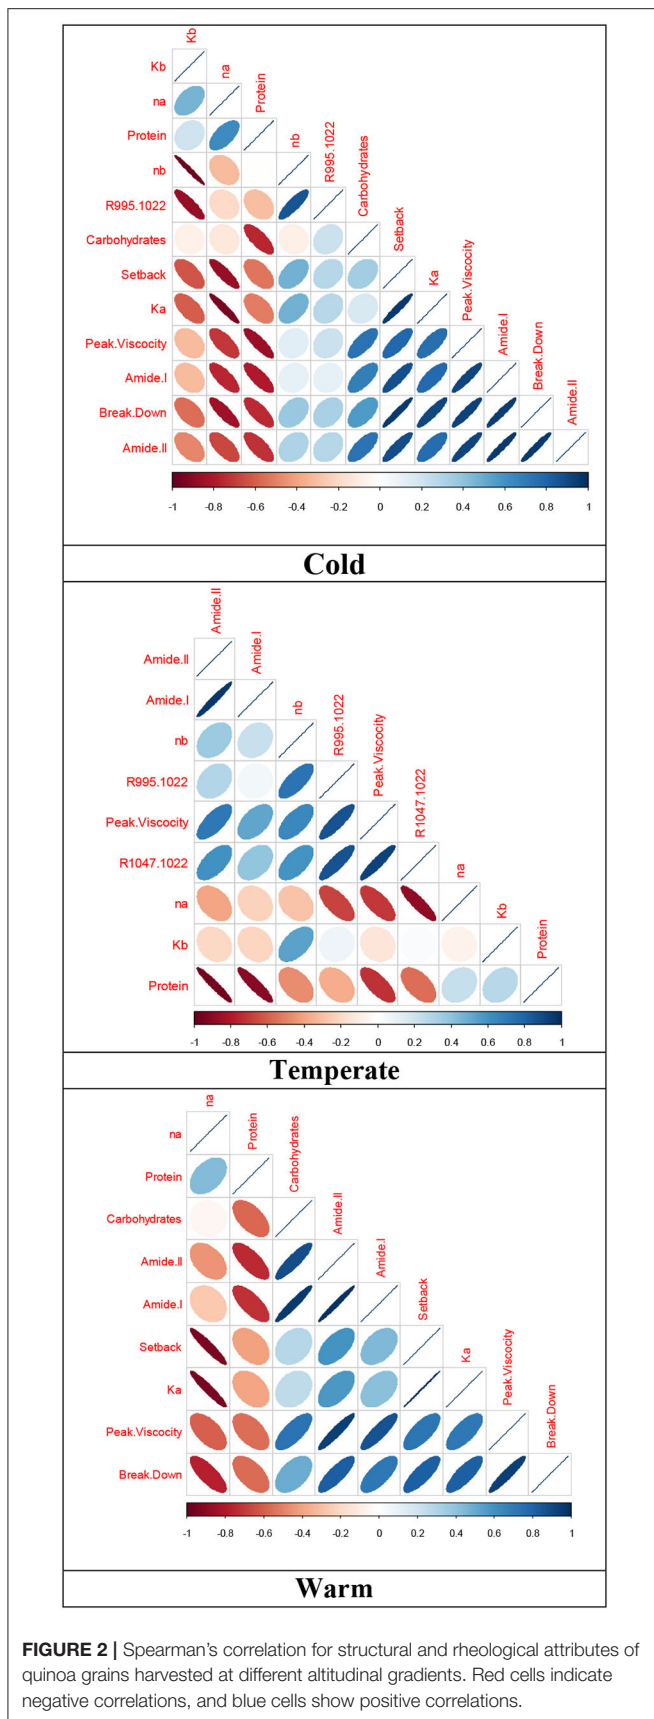 Kb
Kb
na
na
Protein
Protein
nb
nb
R995.1022
R995.1022
Carbohydrates
Carbohydrates
Setback
Setback
Ka
Ka
Peak.Viscocity
Peak.Viscocity
Amide.I
Amide.I
Break.Down
Break.Down
Amide.II
Amide.II
-1 -0.8 -0.6 -0.4 -0.2 0 0.2 0.4 0.6 0.8 1
Cold
Amide.II
Amide.II
Amide.I
Amide.I
nb
nb
R995.1022
R995.1022
Peak.Viscocity
Peak.Viscocity
R1047.1022
R1047.1022
na
na
Kb
Kb
Protein
Protein
-1 -0.8 -0.6 -0.4 -0.2 0 0.2 0.4 0.6 0.8 1
Temperate
na
na
Protein
Protein
Carbohydrates
Carbohydrates
Amide.II
Amide.II
Amide.I
Amide.I
Setback
Setback
Ka
Ka
Peak.Viscocity
Peak.Viscocity
Break.Down
Break.Down
-1 -0.8 -0.6 -0.4 -0.2 0 0.2 0.4 0.6 0.8 1
Warm
FIGURE 2 | Spearman's correlation for structural and rheological attributes of
quinoa grains harvested at different altitudinal gradients. Red cells indicate
negative correlations, and blue cells show positive correlations.